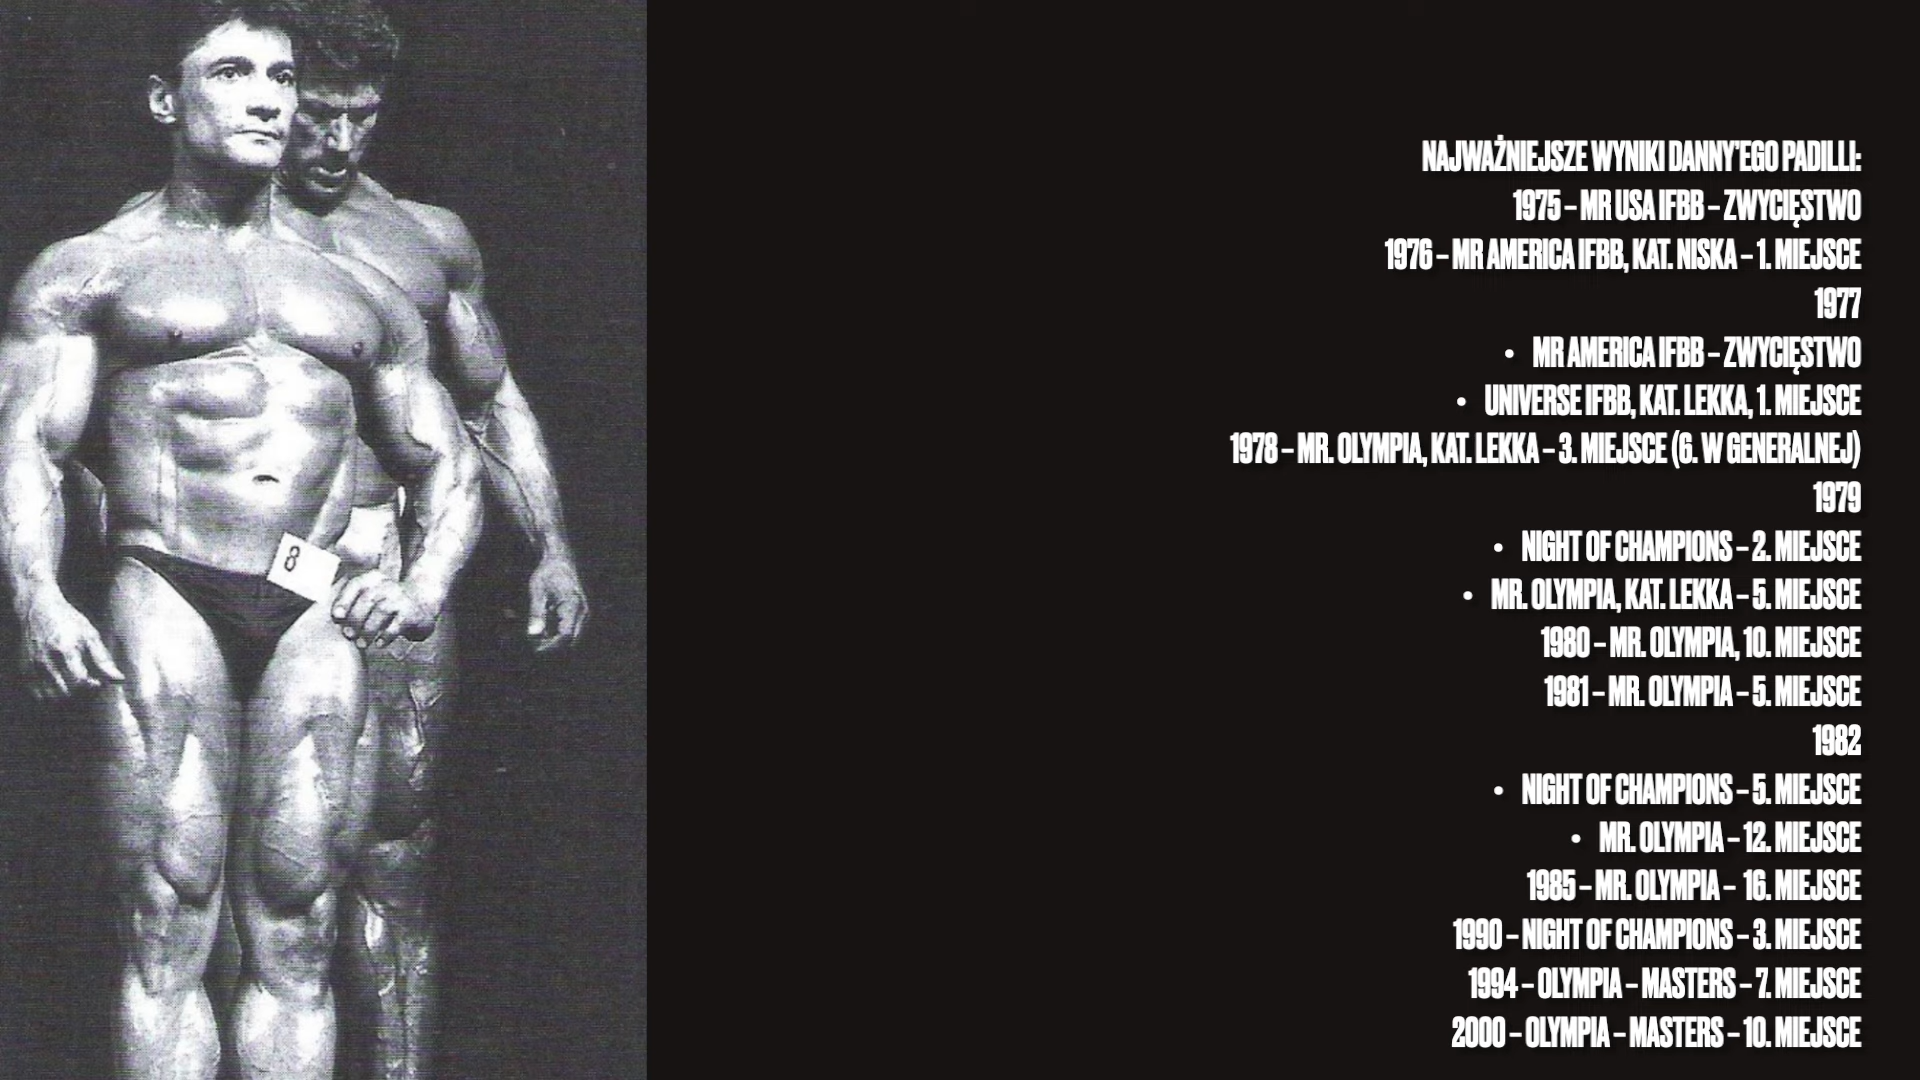 8
NAJWAŻNIEJSZE WYNIKI DANNY'EGO PADILLI:
1975 – MR USA IFBB – ZWYCIĘSTWO
1976 – MR AMERICA IFBB, KAT. NISKA – 1. MIEJSCE
1977
• MR AMERICA IFBB – ZWYCIĘSTWO
• UNIVERSE IFBB, KAT. LEKKA, 1. MIEJSCE
1978 – MR. OLYMPIA, KAT. LEKKA – 3. MIEJSCE (6. W GENERALNEJ)
1979
• NIGHT OF CHAMPIONS – 2. MIEJSCE
• MR. OLYMPIA, KAT. LEKKA – 5. MIEJSCE
1980 – MR. OLYMPIA, 10. MIEJSCE
1981 – MR. OLYMPIA – 5. MIEJSCE
1982
• NIGHT OF CHAMPIONS – 5. MIEJSCE
• MR. OLYMPIA – 12. MIEJSCE
1985 – MR. OLYMPIA – 16. MIEJSCE
1990 – NIGHT OF CHAMPIONS – 3. MIEJSCE
1994 – OLYMPIA – MASTERS – 7. MIEJSCE
2000 – OLYMPIA – MASTERS – 10. MIEJSCE